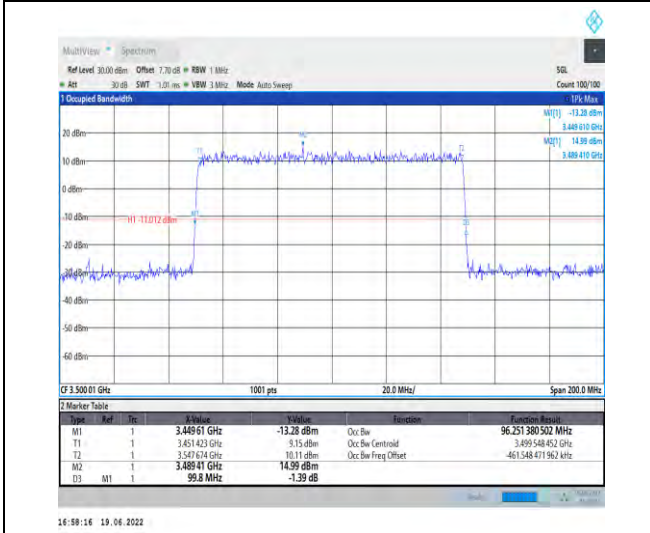 MultiView Spectrum
Ref Level 30.00 dBm Offset 7.70 dB RBW 1 MHz SGL
Att 30 dB SWT 1.01 ms VBW 3 MHz Mode Auto Sweep Count 100/100
1 Occupied Bandwidth 1Pk Max
M1[1] -13.28 dBm
3.449 610 GHz
20 dBm M2 M2[1] 14.99 dBm
T1 T2 3.489 410 GHz
10 dBm
0 dBm
-10 dBm H1 -11.012 dBm M1
-20 dBm
-30 dBm
-40 dBm
-50 dBm
-60 dBm
CF 3.500 01 GHz 1001 pts 20.0 MHz/ Span 200.0 MHz
2 Marker Table
Type Ref Trc X-Value Y-Value Function Function Result
M1 1 3.449 61 GHz -13.28 dBm Occ Bw 96.251 380 502 MHz
T1 1 3.451 423 GHz 9.15 dBm Occ Bw Centroid 3.499 548 452 GHz
T2 1 3.547 674 GHz 10.11 dBm Occ Bw Freq Offset -461.548 471 962 kHz
M2 1 3.489 41 GHz 14.99 dBm
D3 M1 1 99.8 MHz -1.39 dB
16:50:16 19.06.2022